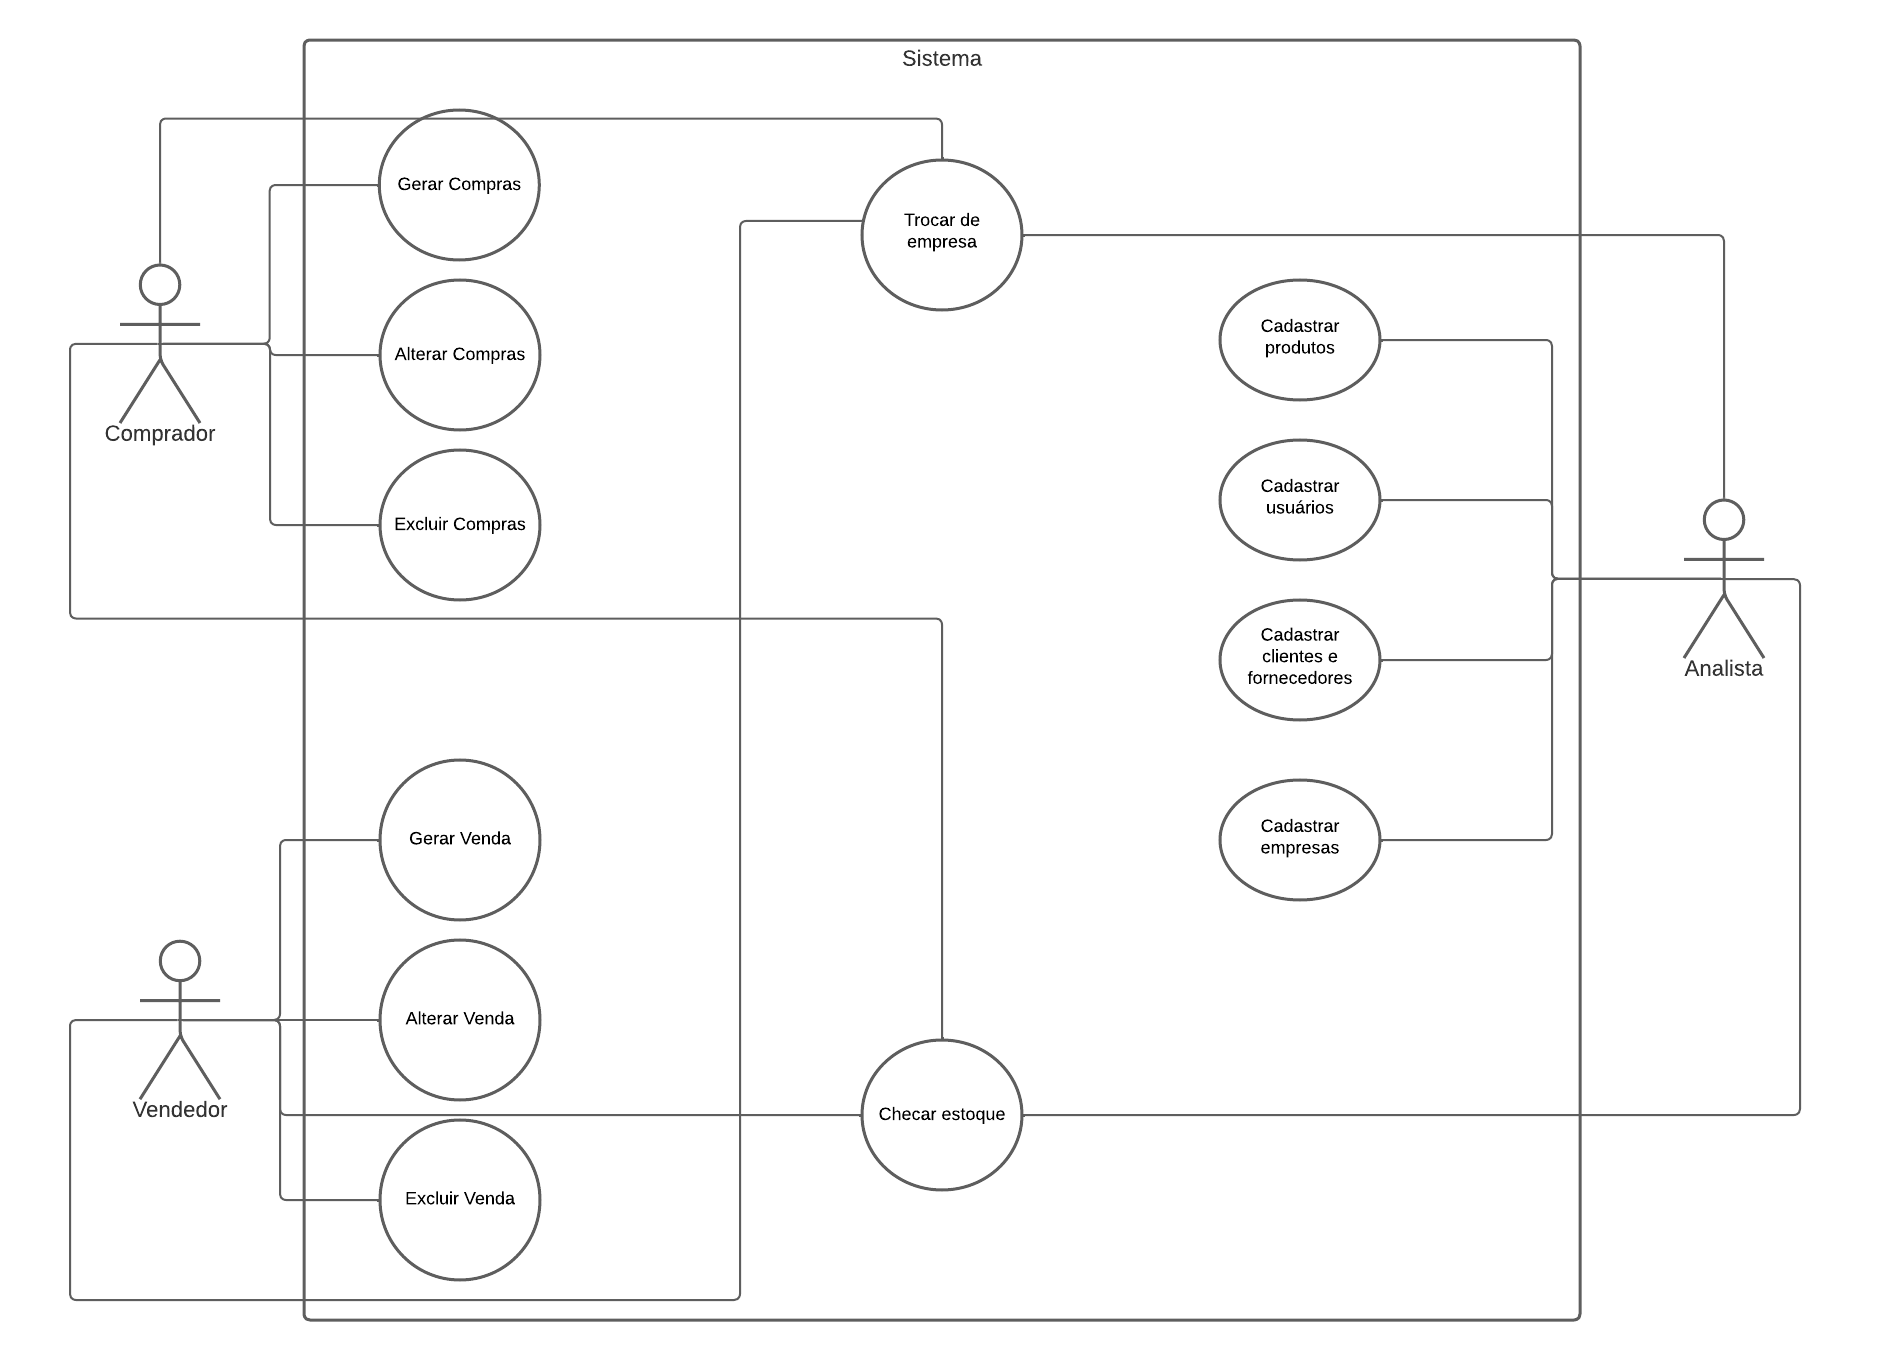 Sistema
Gerar Compras
Trocar de
empresa
Alterar Compras
Comprador
Excluir Compras
Cadastrar
produtos
Cadastrar
usuários
Cadastrar
clientes e
fornecedores
Analista
Cadastrar
empresas
Gerar Venda
Alterar Venda
Vendedor
Checar estoque
Excluir Venda